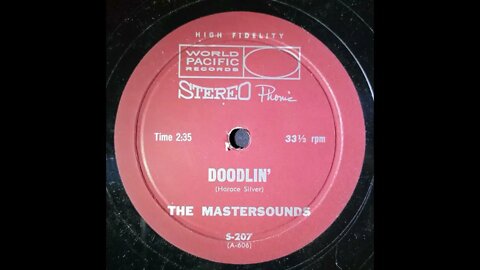 HIGH FIDELITY
WORLD
PACIFIC
RECORDS
STEREO Phonic
Time 2:35
33⅓ rpm
DOODLIN'
(Horace Silver)
THE MASTERSOUNDS
S-207
(A-606)